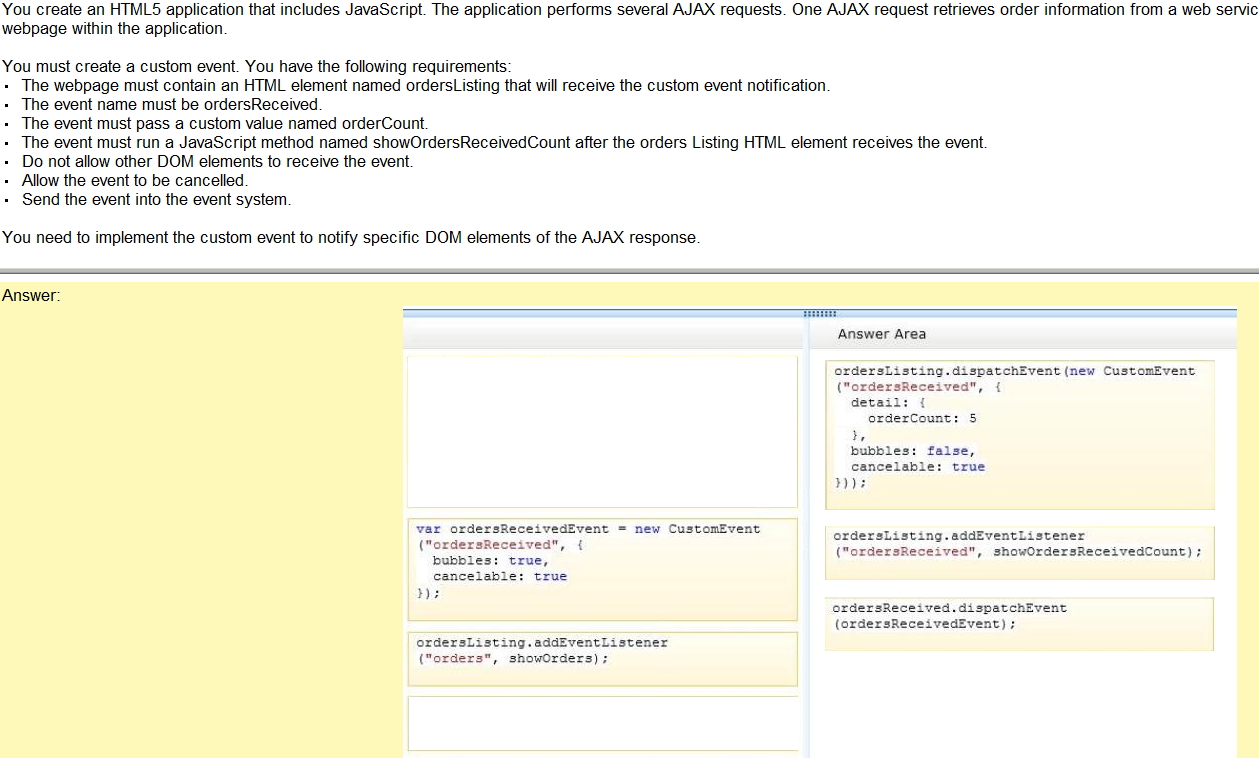 You create an HTML5 application that includes JavaScript. The application performs several AJAX requests. One AJAX request retrieves order information from a web servic
webpage within the application.
You must create a custom event. You have the following requirements:
· The webpage must contain an HTML element named ordersListing that will receive the custom event notification.
· The event name must be ordersReceived.
· The event must pass a custom value named orderCount.
· The event must run a JavaScript method named showOrdersReceivedCount after the orders Listing HTML element receives the event.
· Do not allow other DOM elements to receive the event.
· Allow the event to be cancelled.
· Send the event into the event system.
You need to implement the custom event to notify specific DOM elements of the AJAX response.
Answer:
var ordersReceivedEvent = new CustomEvent
("ordersReceived", {
bubbles: true,
cancelable: true
});
ordersListing.addEventListener
("orders", showOrders);
Answer Area
ordersListing.dispatchEvent(new CustomEvent
("ordersReceived", {
detail: {
orderCount: 5
},
bubbles: false,
cancelable: true
}));
ordersListing.addEventListener
("ordersReceived", showOrdersReceivedCount);
ordersReceived.dispatchEvent
(ordersReceivedEvent);